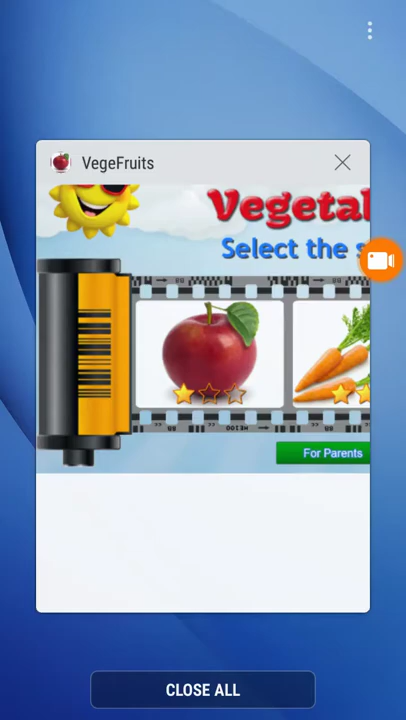 VegeFruits
Vegetal
Select the s
For Parents
CLOSE ALL